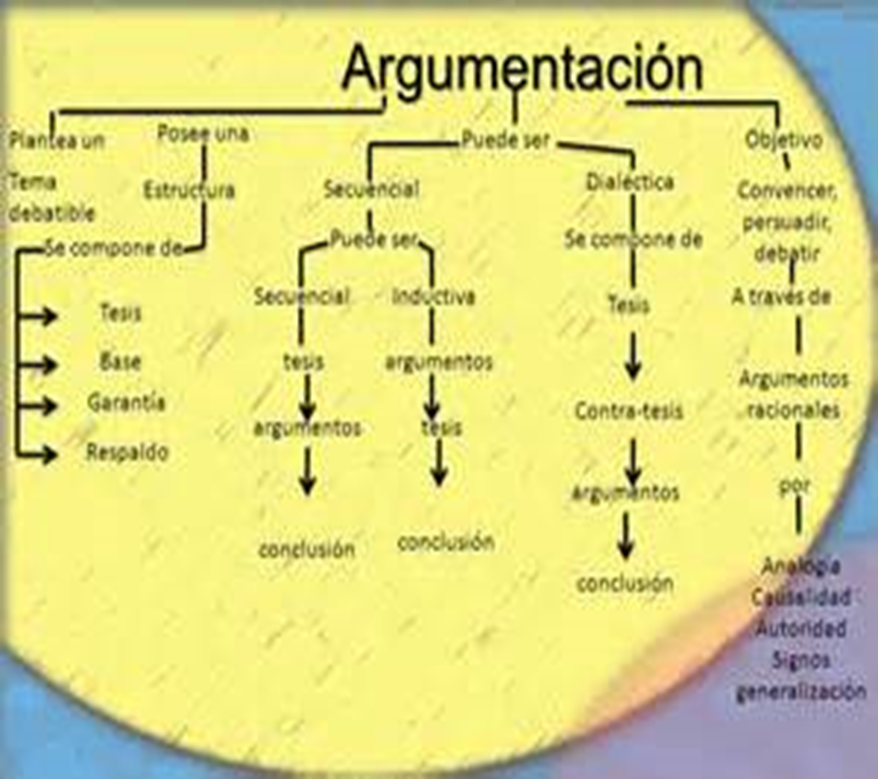 Argumentación
Plantea un
Tema
debatible
Posee una
Estructura
Se compone de
Tesis
Base
Garantía
Respaldo
Puede ser
Secuencial
Puede ser
Secuencial
tesis
argumentos
conclusión
Inductiva
argumentos
tesis
conclusión
Dialéctica
Se compone de
Tesis
Contra-tesis
argumentos
conclusión
Objetivo
Convencer,
persuadir,
debatir
A través de
Argumentos
racionales
por
Analogía
Causalidad
Autoridad
Signos
generalización